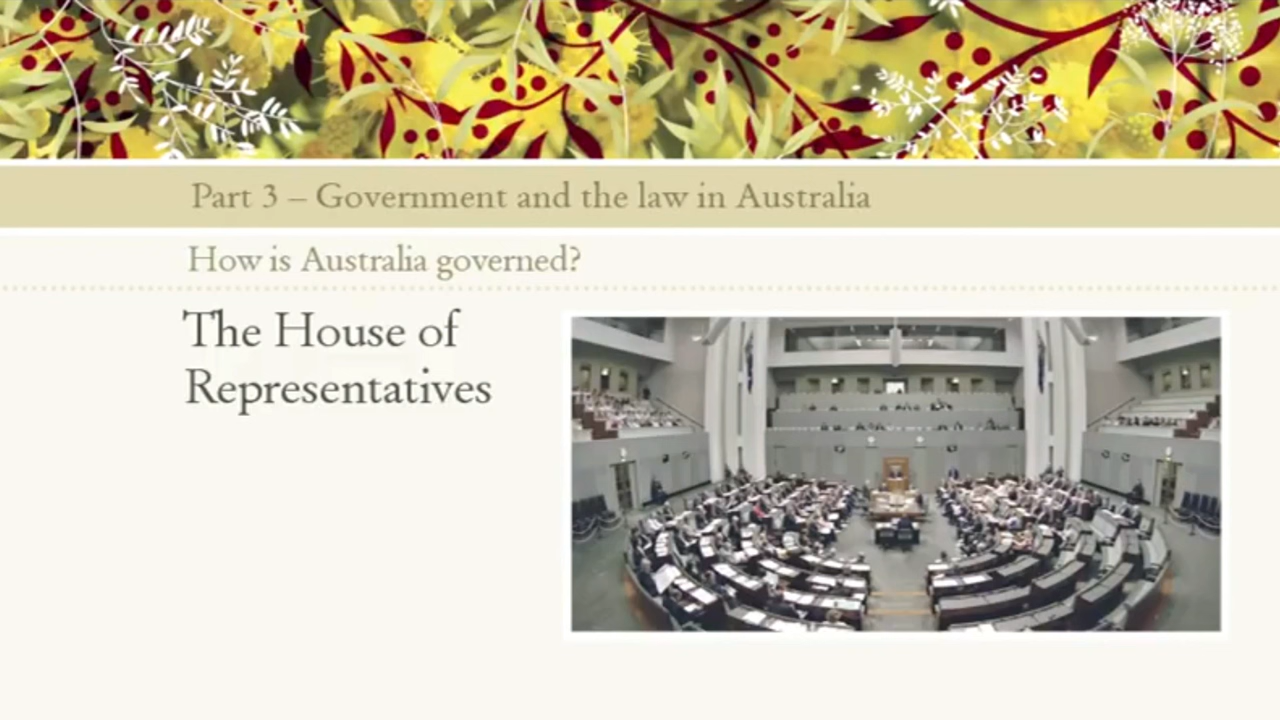 Part 3 – Government and the law in Australia
How is Australia governed?
The House of
Representatives